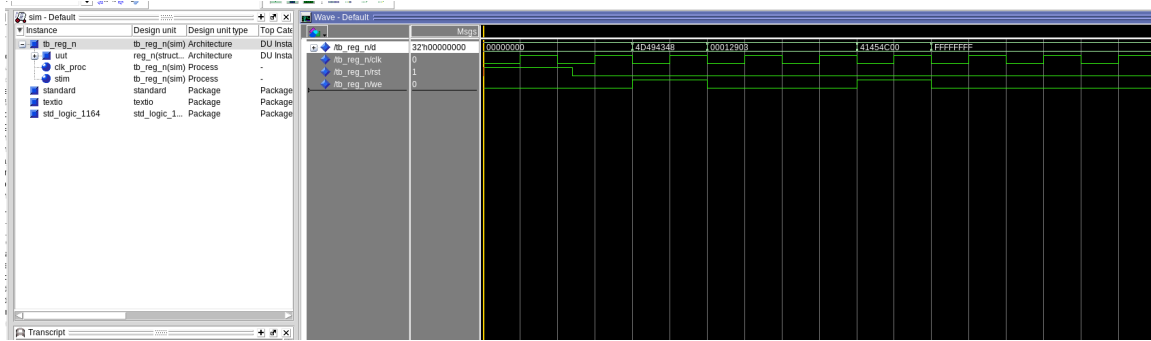 sim - Default
Instance Design unit Design unit type Top Cate
tb_reg_n tb_reg_n(sim) Architecture DU Insta
uut reg_n(struct... Architecture DU Insta
clk_proc tb_reg_n(sim) Process -
stim tb_reg_n(sim) Process -
standard standard Package Package
textio textio Package Package
std_logic_1164 std_logic_1... Package Package
Transcript
Wave - Default
Msgs
/tb_reg_n/d 32'h00000000 00000000 4D494348 00012903 41454C00 FFFFFFFF
/tb_reg_n/clk 0
/tb_reg_n/rst 1
/tb_reg_n/we 0